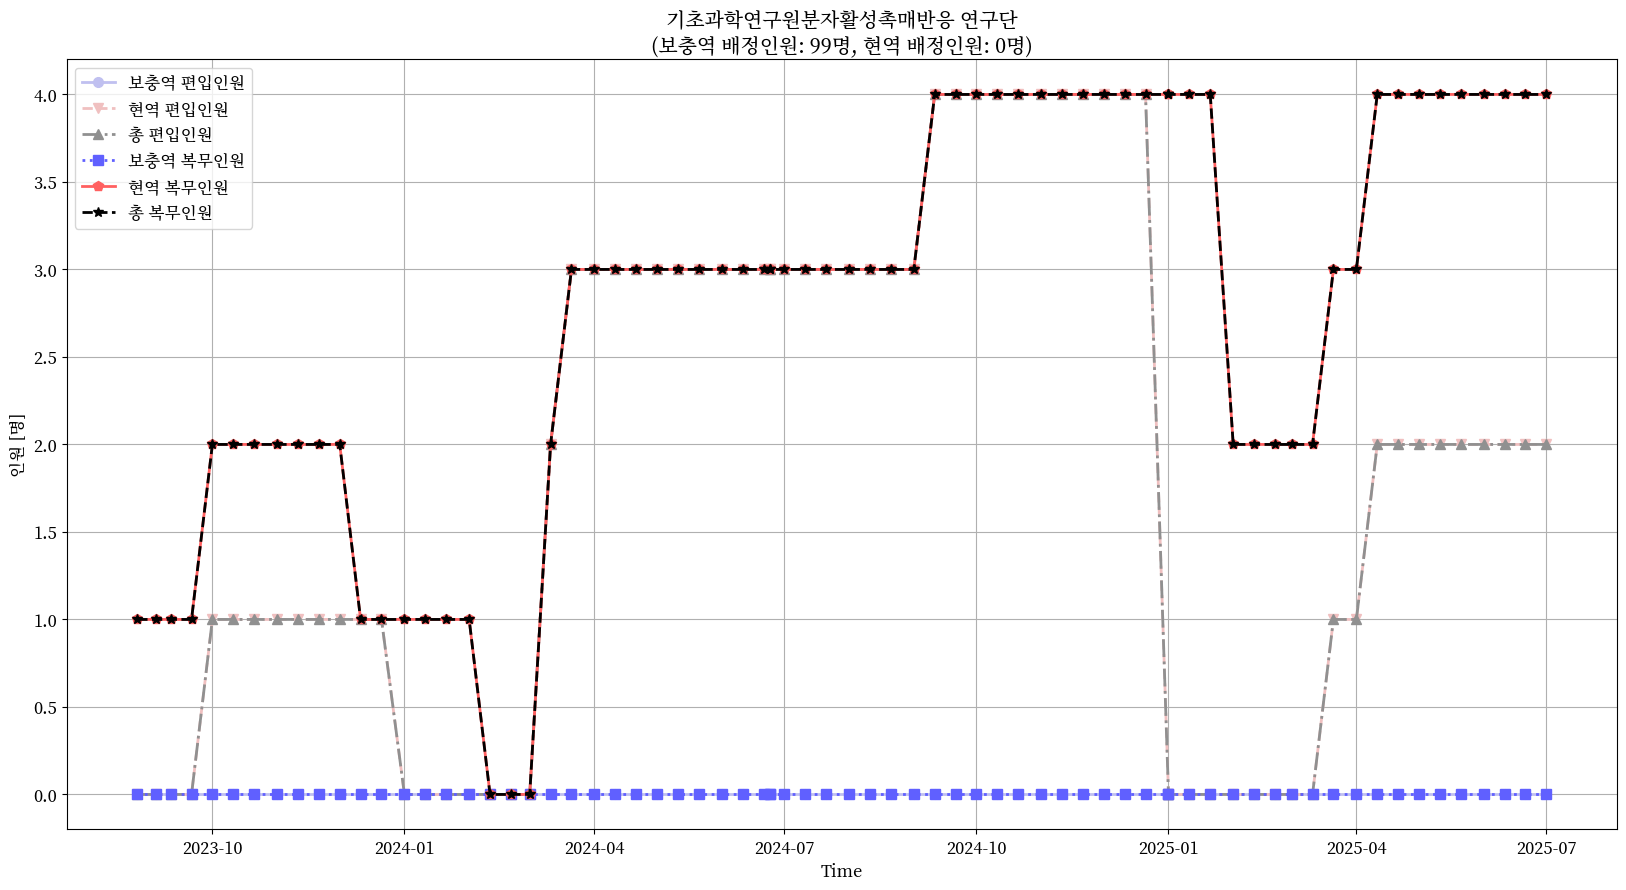 기초과학연구원분자활성촉매반응 연구단
(보충역 배정인원: 99명, 현역 배정인원: 0명)
보충역 편입인원
현역 편입인원
총 편입인원
보충역 복무인원
현역 복무인원
총 복무인원
4.0
3.5
3.0
2.5
2.0
1.5
1.0
0.5
0.0
인원 [명]
2023-10
2024-01
2024-04
2024-07
2024-10
2025-01
2025-04
2025-07
Time